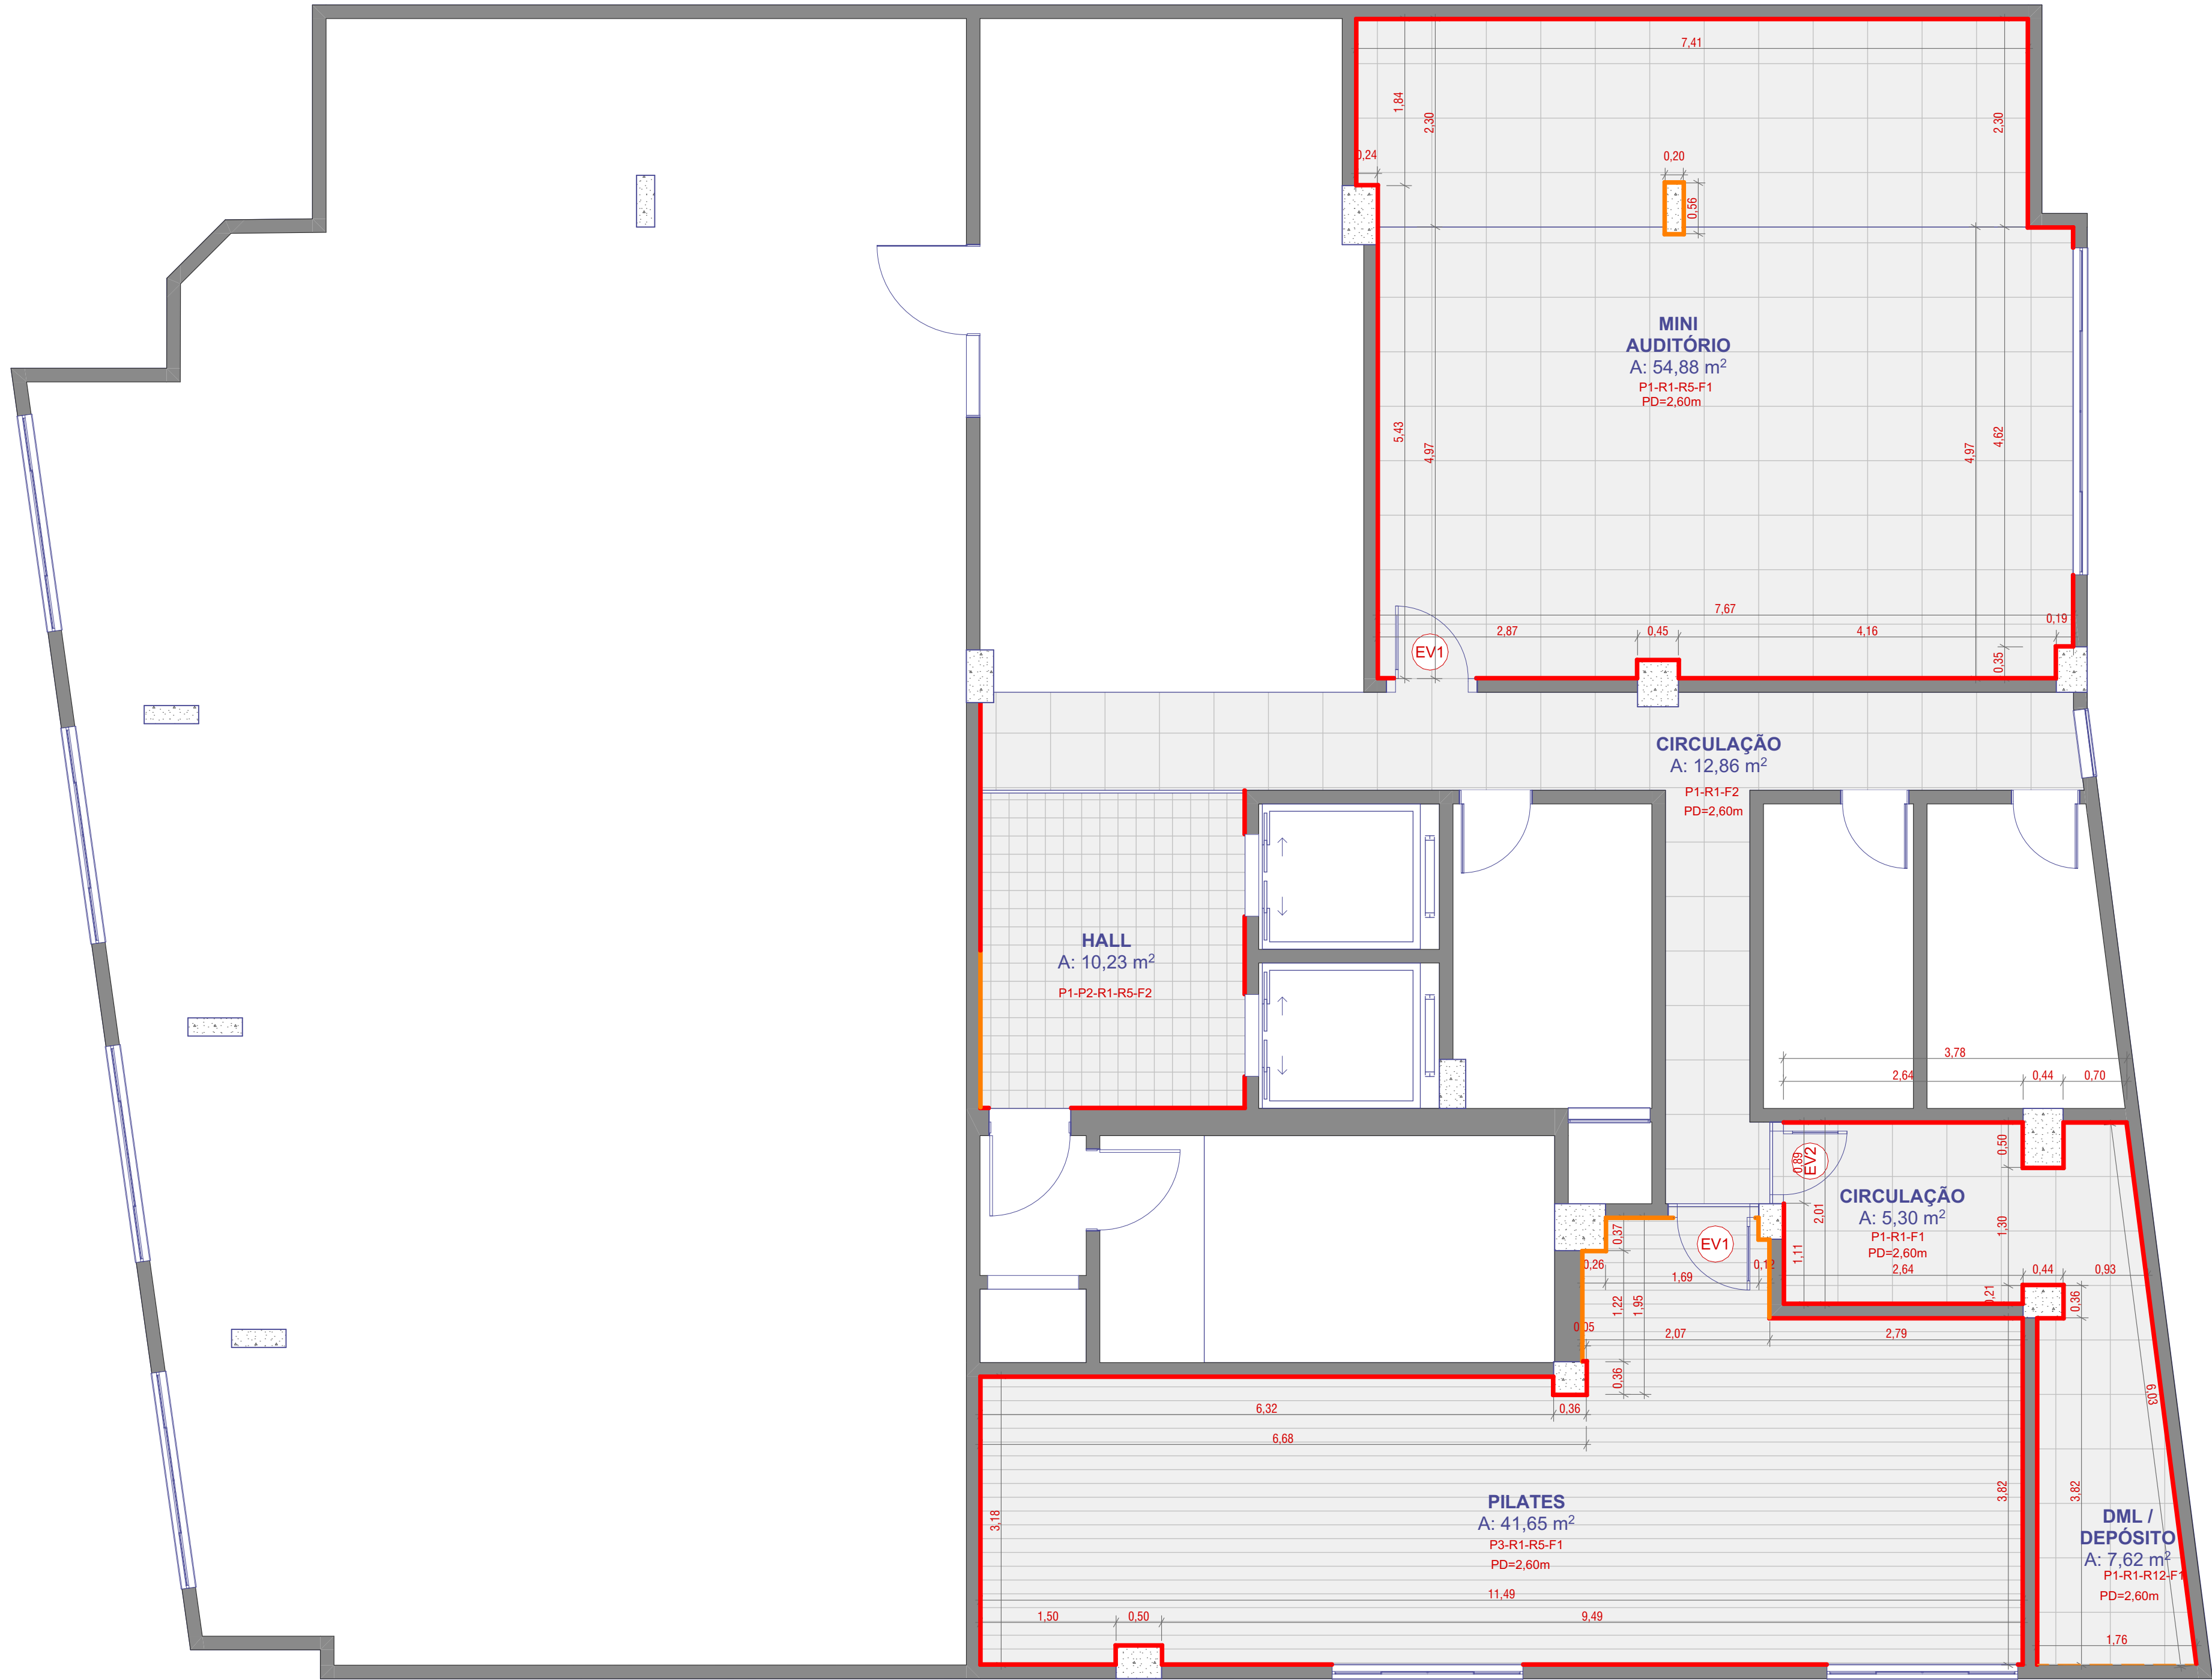 7,41
1,84
2,30
2,30
0,24
0,20
0,56
MINI
AUDITÓRIO
A: 54,88 m²
P1-R1-R5-F1
PD=2,60m
5,43
4,97
4,97
4,62
7,67
2,87
0,45
4,16
0,19
0,35
EV1
CIRCULAÇÃO
A: 12,86 m²
P1-R1-F2
PD=2,60m
HALL
A: 10,23 m²
P1-P2-R1-R5-F2
3,78
2,64
0,44
0,70
0,50
0,89
EV2
2,01
1,11
1,30
CIRCULAÇÃO
A: 5,30 m²
P1-R1-F1
PD=2,60m
2,64
0,44
0,93
0,21
0,36
EV1
0,37
0,26
1,69
0,12
1,22
1,95
0,05
2,07
2,79
0,36
6,32
0,36
6,68
6,03
3,18
3,82
3,82
PILATES
A: 41,65 m²
P3-R1-R5-F1
PD=2,60m
DML /
DEPÓSITO
A: 7,62 m²
P1-R1-R12-F1
PD=2,60m
11,49
1,50
0,50
9,49
1,76